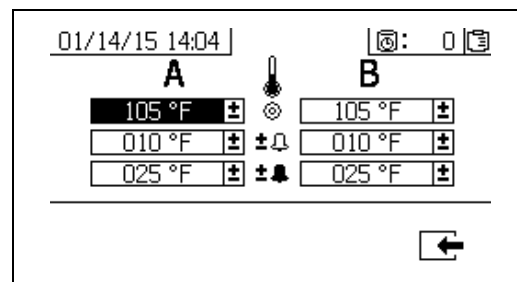 01/14/15 14:04 : 0
A B
105 °F ± 105 °F ±
010 °F ± ± 010 °F ±
025 °F ± ± 025 °F ±